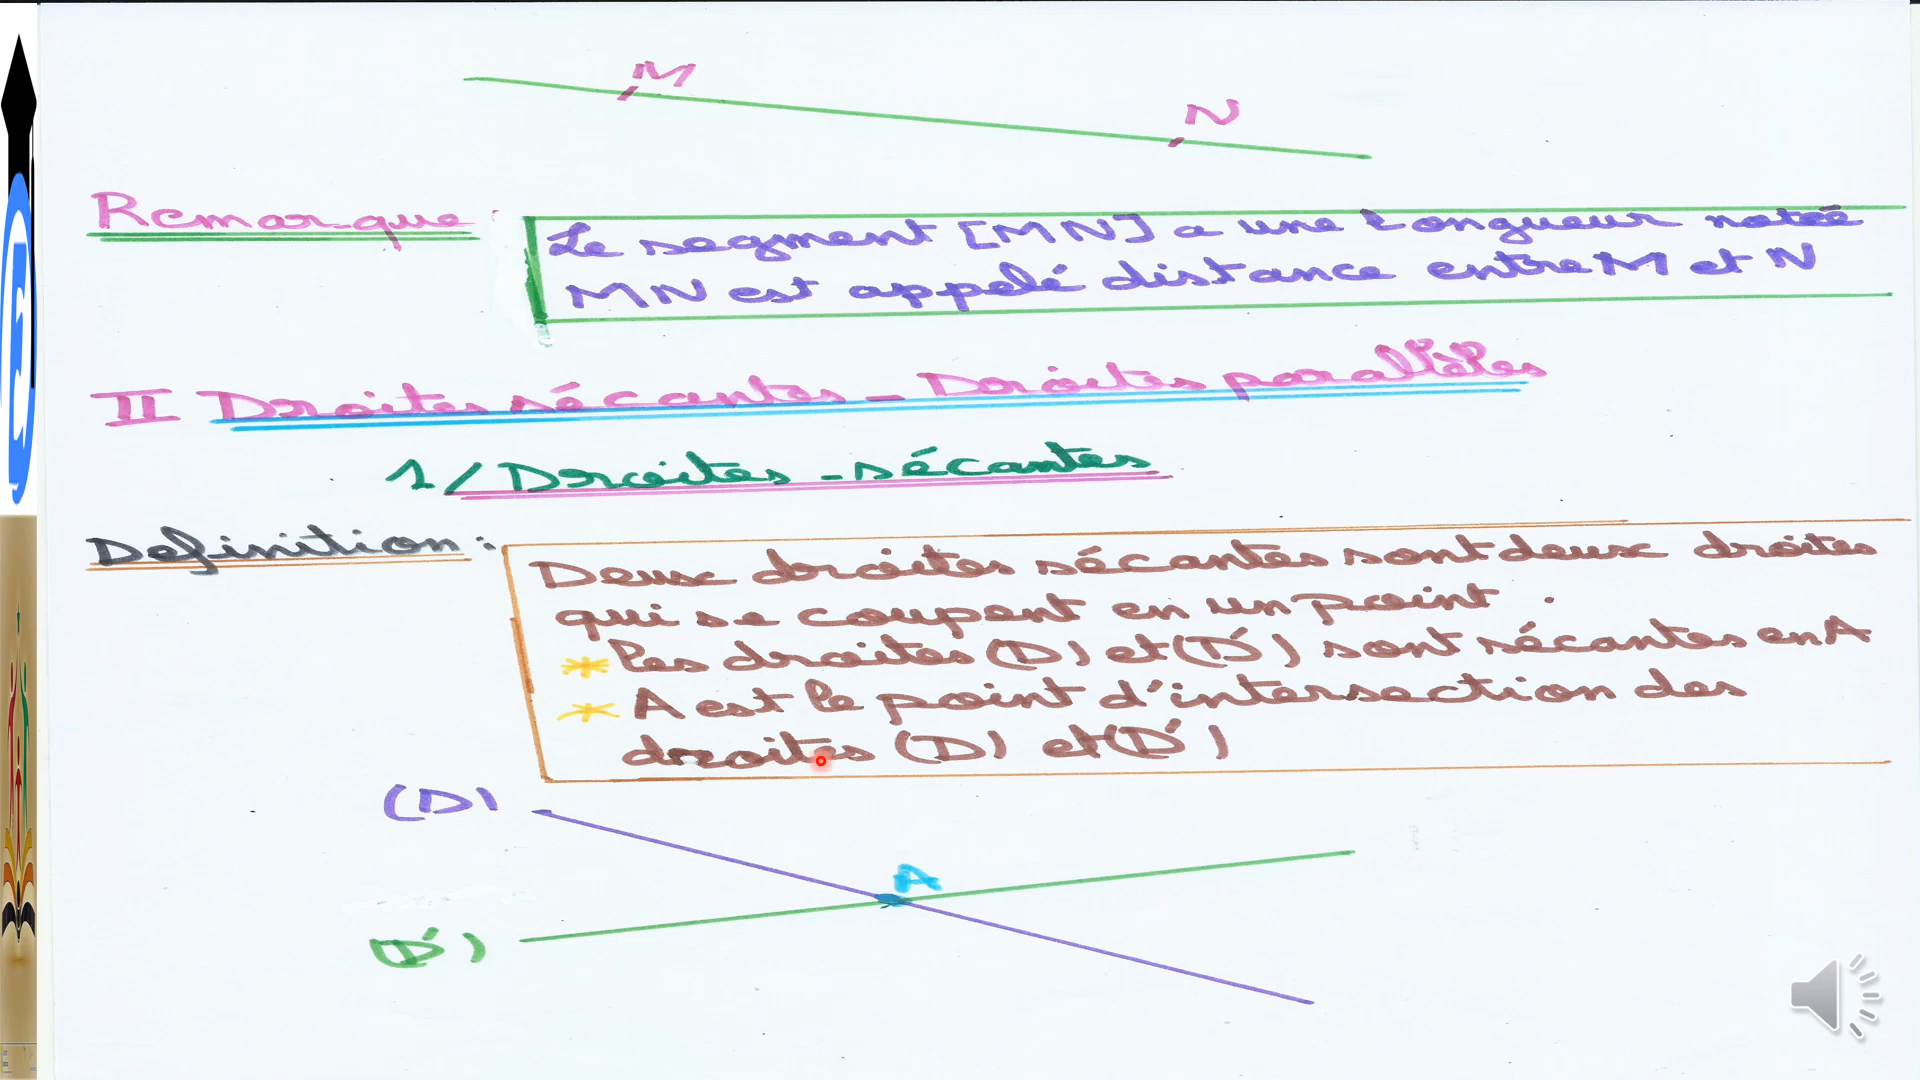 M
N
Remarque :
Le segment [MN] a une longueur notée
MN est appelé distance entre M et N
II Droites sécantes - Droites parallèles
1/ Droites - sécantes
Definition :
Deux droites sécantes sont deux droites
qui se coupent en un point .
* les droites (D) et (D') sont sécantes en A
* A est le point d'intersection des
droites (D) et (D')
(D)
A
(D')